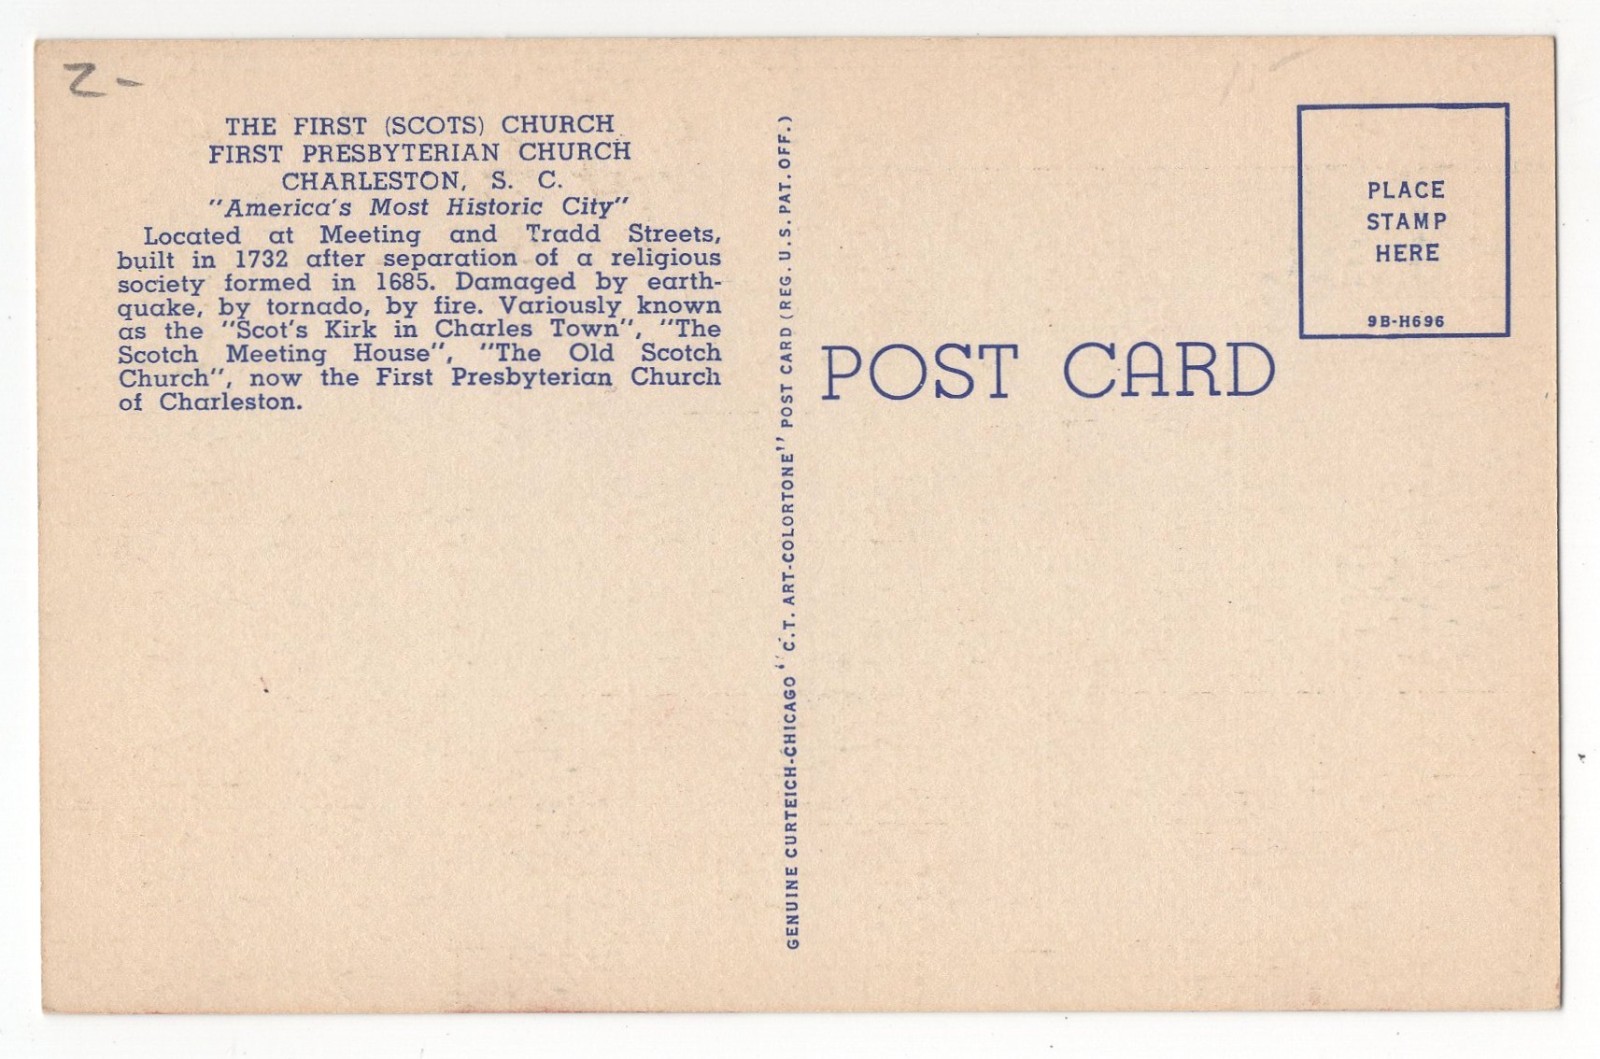 Z-
THE FIRST (SCOTS) CHURCH
FIRST PRESBYTERIAN CHURCH
CHARLESTON, S. C.
"America's Most Historic City"
Located at Meeting and Tradd Streets,
built in 1732 after separation of a religious
society formed in 1685. Damaged by earth-
quake, by tornado, by fire. Variously known
as the "Scot's Kirk in Charles Town", "The
Scotch Meeting House", "The Old Scotch
Church", now the First Presbyterian Church
of Charleston.
GENUINE CURTEICH-CHICAGO "C.T. ART-COLORTONE" POST CARD (REG. U.S. PAT. OFF.)
POST CARD
PLACE
STAMP
HERE
9B-H696